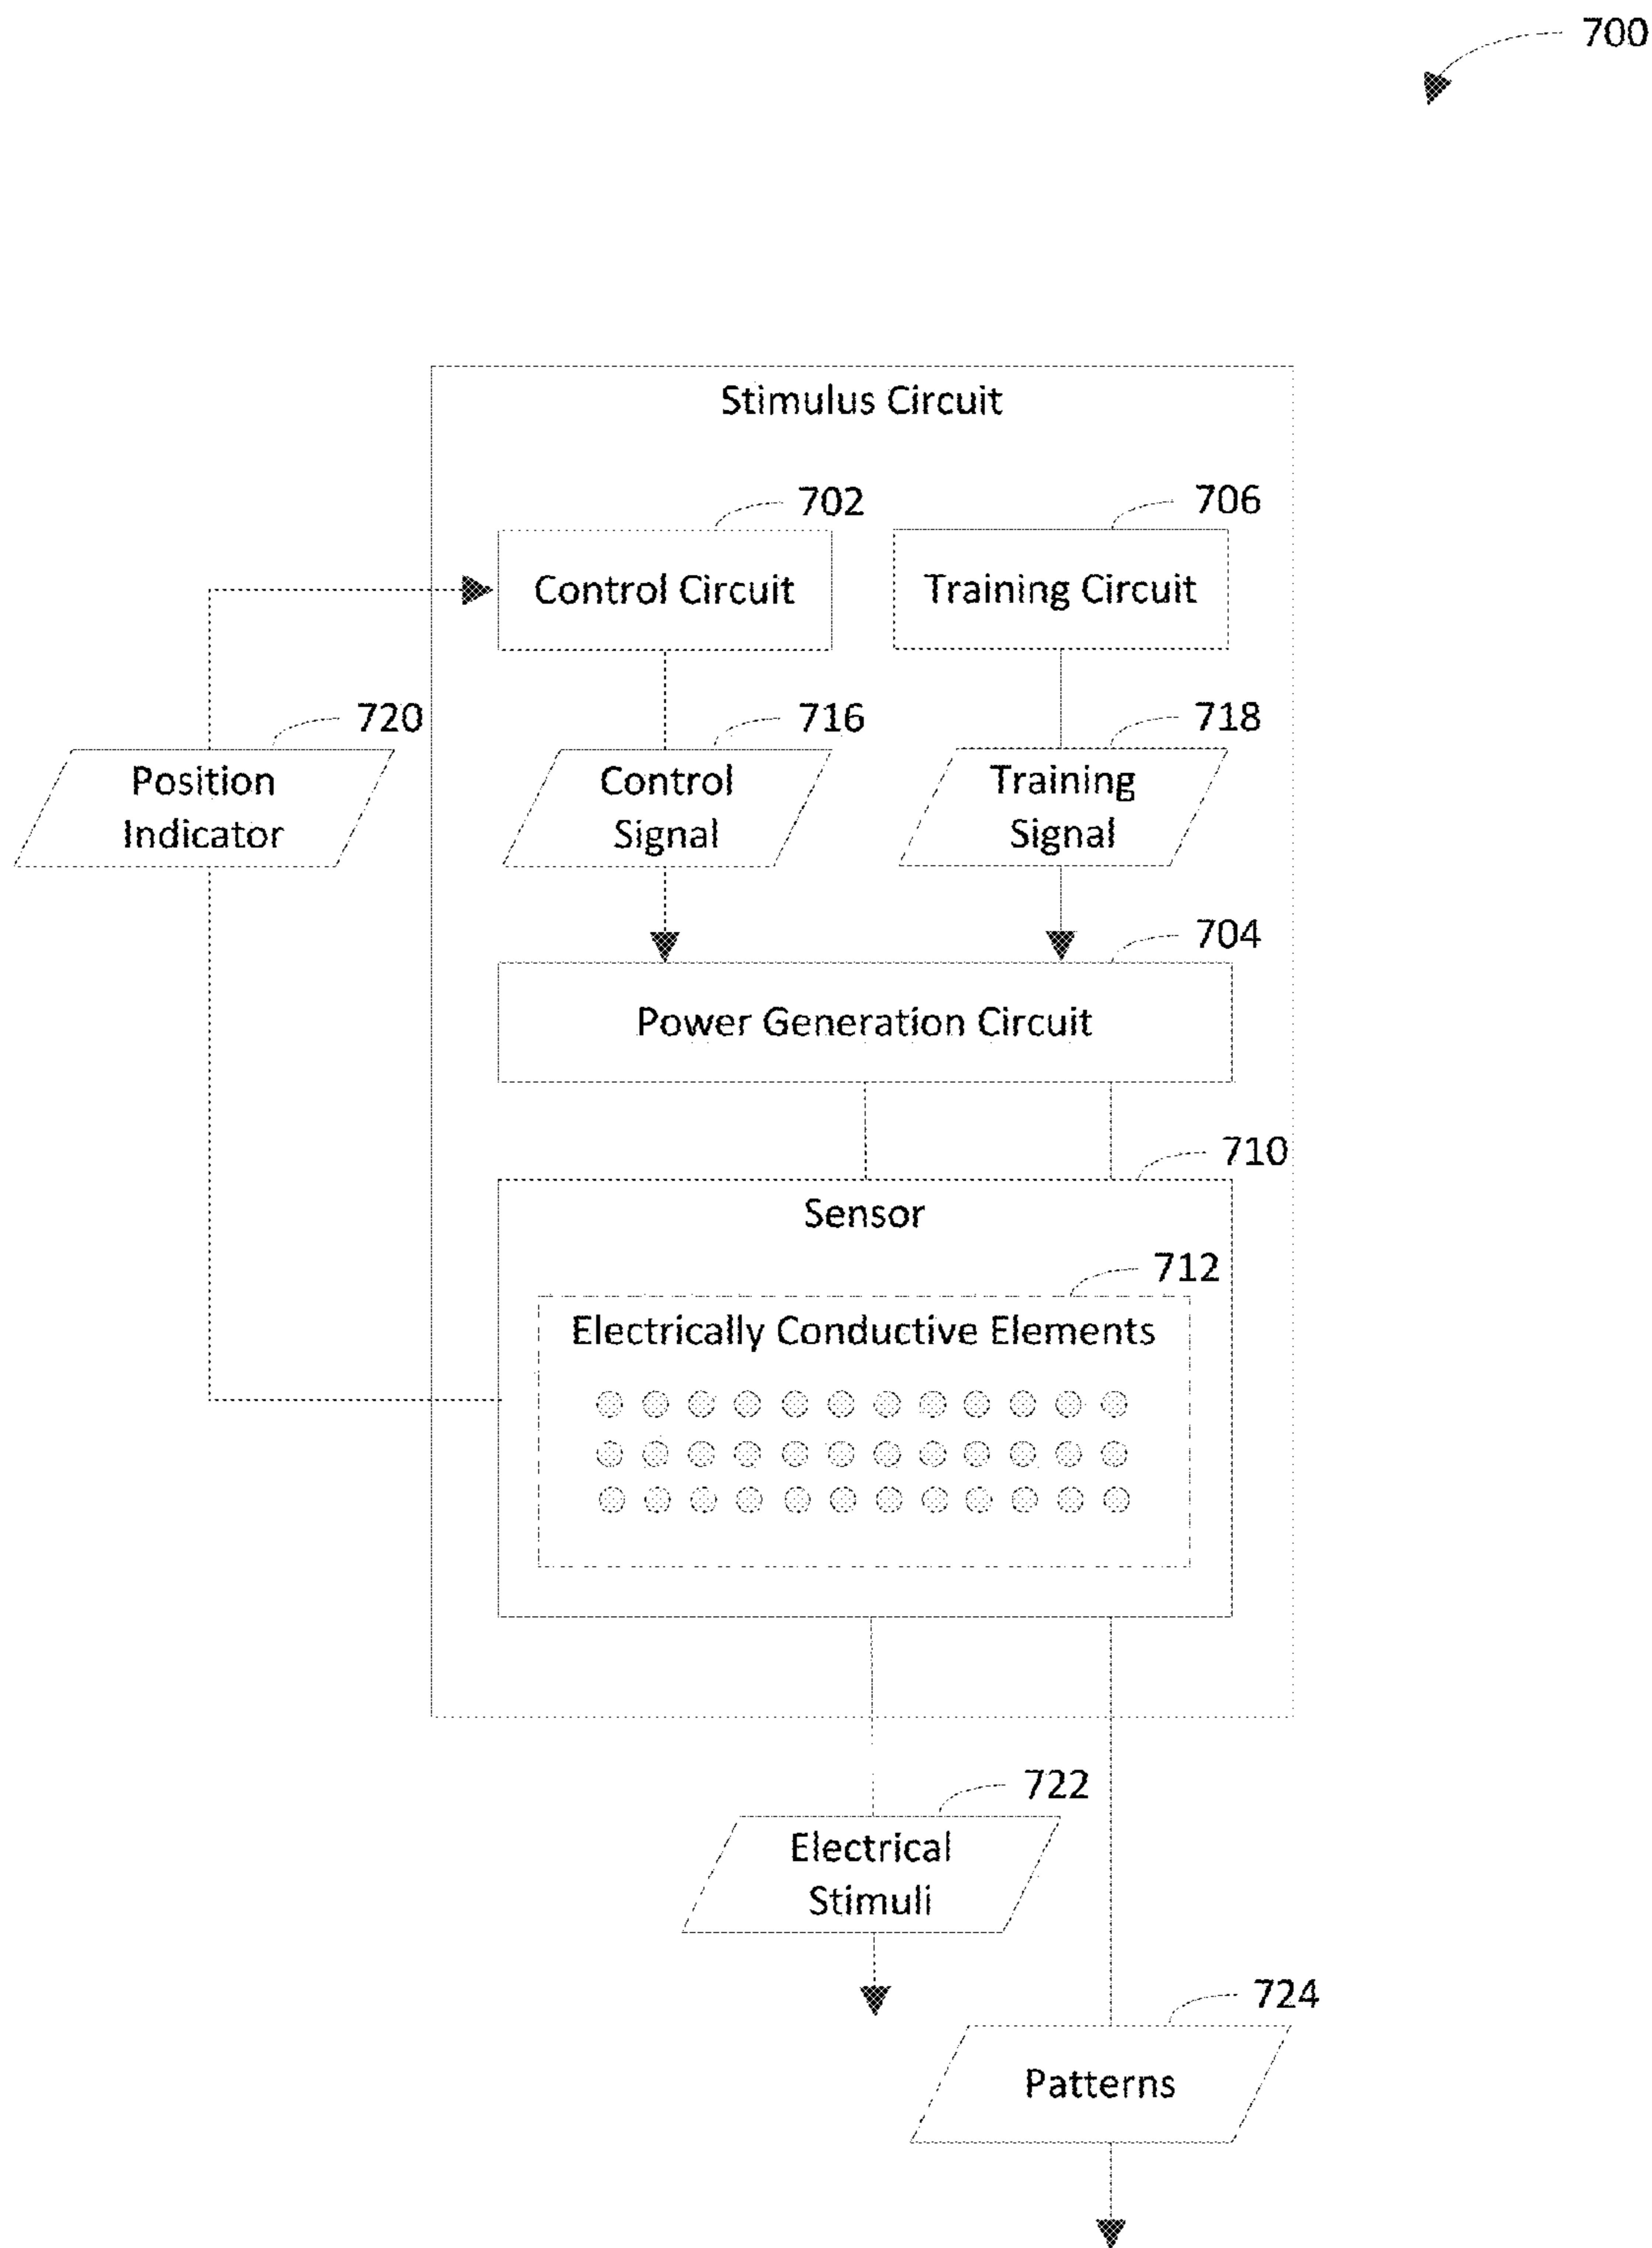 700
Stimulus Circuit
702
706
Control Circuit
Training Circuit
720
716
718
Position
Indicator
Control
Signal
Training
Signal
704
Power Generation Circuit
710
Sensor
712
Electrically Conductive Elements
722
Electrical
Stimuli
724
Patterns